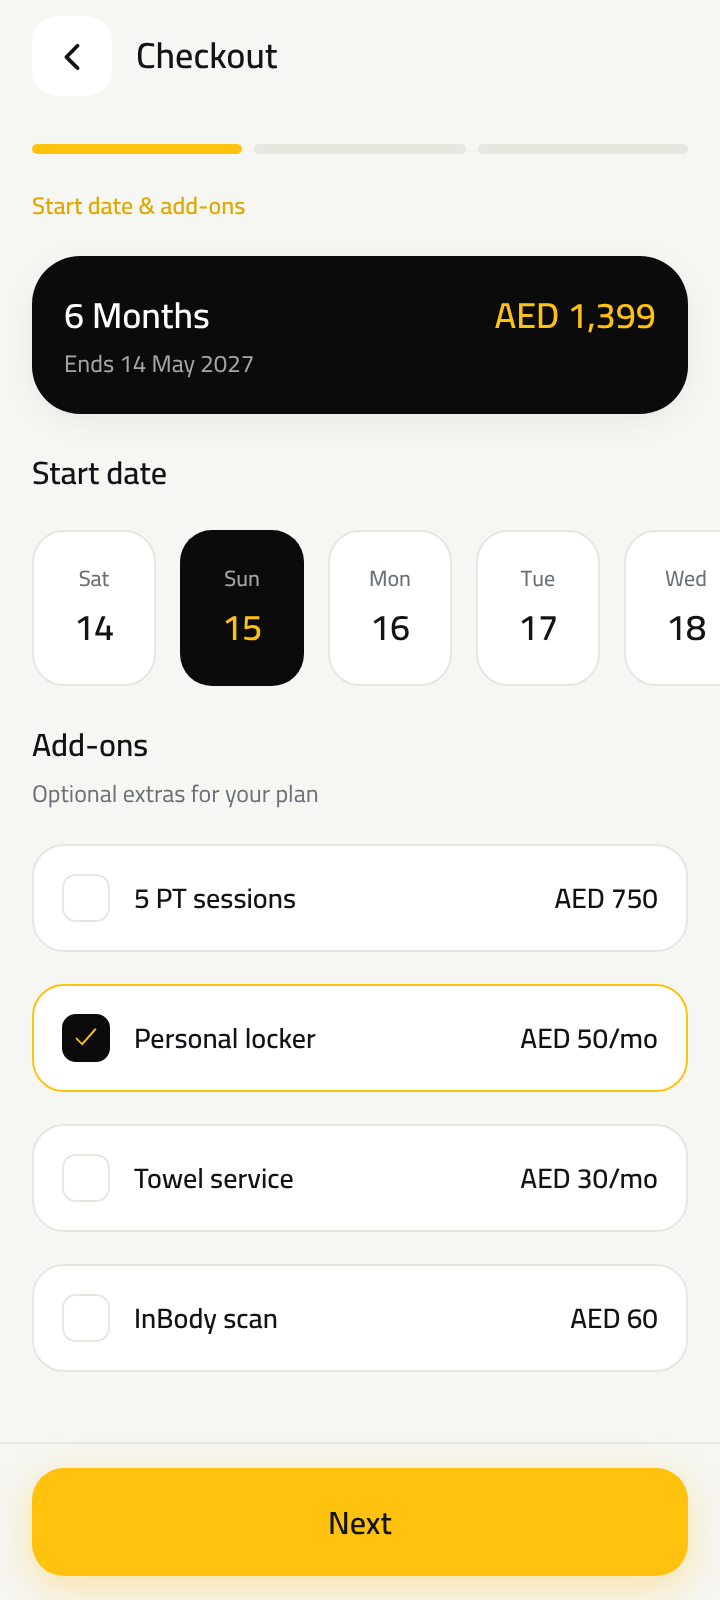 Checkout
Start date & add-ons
6 Months AED 1,399
Ends 14 May 2027
Start date
Sat Sun Mon Tue Wed
14 15 16 17 18
Add-ons
Optional extras for your plan
5 PT sessions AED 750
Personal locker AED 50/mo
Towel service AED 30/mo
InBody scan AED 60
Next